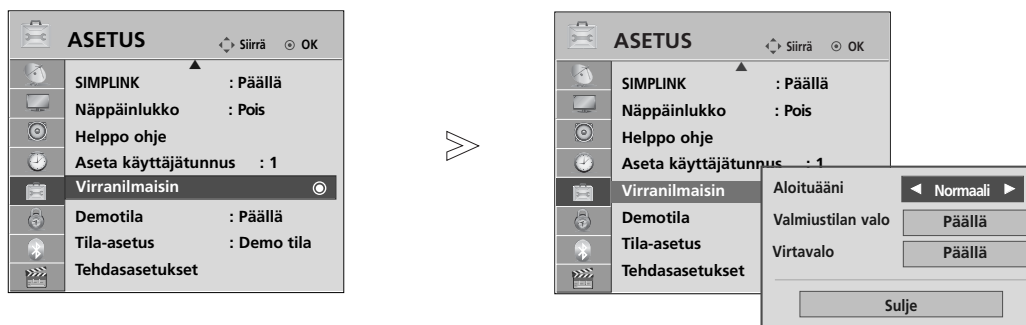 ASETUS
Siirrä
OK
SIMPLINK : Päällä
Näppäinlukko : Pois
Helppo ohje
Aseta käyttäjätunnus : 1
Virranilmaisin
Demotila : Päällä
Tila-asetus : Demo tila
Tehdasasetukset
ASETUS
Siirrä
OK
SIMPLINK : Päällä
Näppäinlukko : Pois
Helppo ohje
Aseta käyttäjätunnus : 1
Virranilmaisin
Demotila
Tila-asetus
Tehdasasetukset
Aloituääni ◀ Normaali ▶
Valmiustilan valo Päällä
Virtavalo Päällä
Sulje